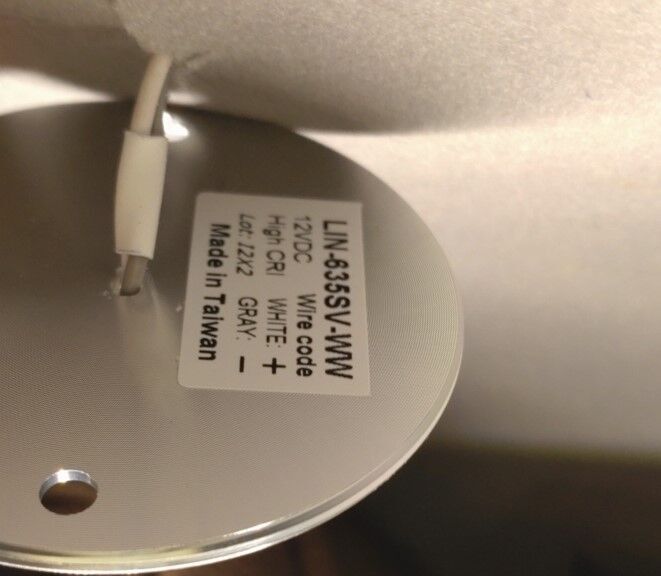 LIN-635SV-WW
12VDC Wire code
High CRI WHITE: +
Lot: 12X2 GRAY: −
Made in Taiwan